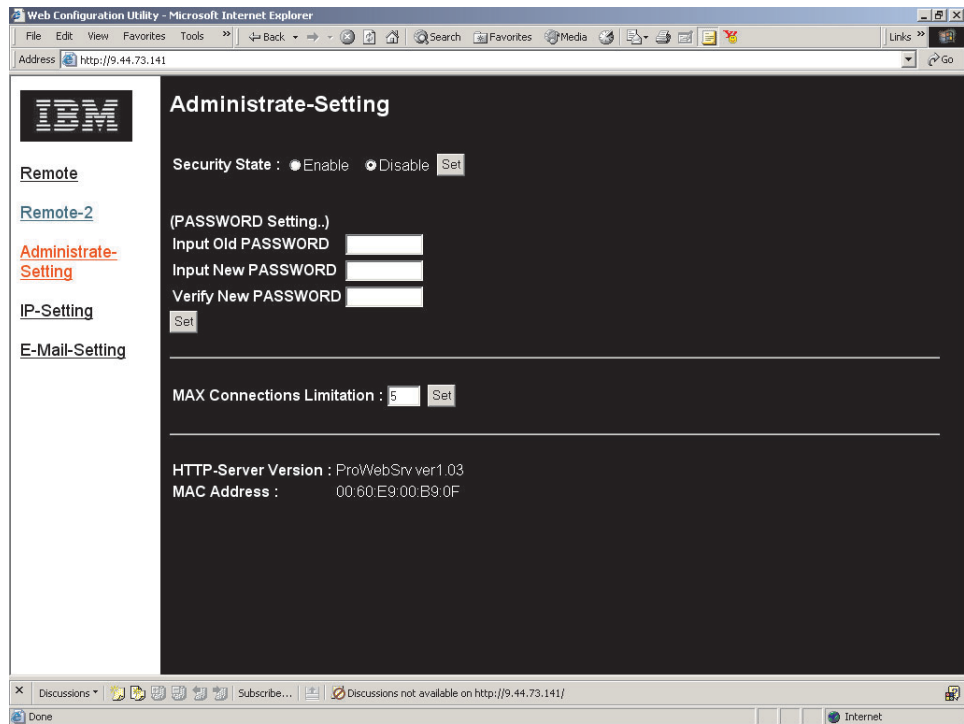 Web Configuration Utility - Microsoft Internet Explorer
File Edit View Favorites Tools » Back Search Favorites Media Links »
Address http://9.44.73.141 Go
IBM
Administrate-Setting
Remote
Remote-2
Administrate-
Setting
IP-Setting
E-Mail-Setting
Security State : Enable Disable Set
(PASSWORD Setting..)
Input Old PASSWORD
Input New PASSWORD
Verify New PASSWORD
Set
MAX Connections Limitation : 5 Set
HTTP-Server Version : ProWebSrv ver1.03
MAC Address : 00:60:E9:00:B9:0F
Discussions Subscribe... Discussions not available on http://9.44.73.141/
Done Internet